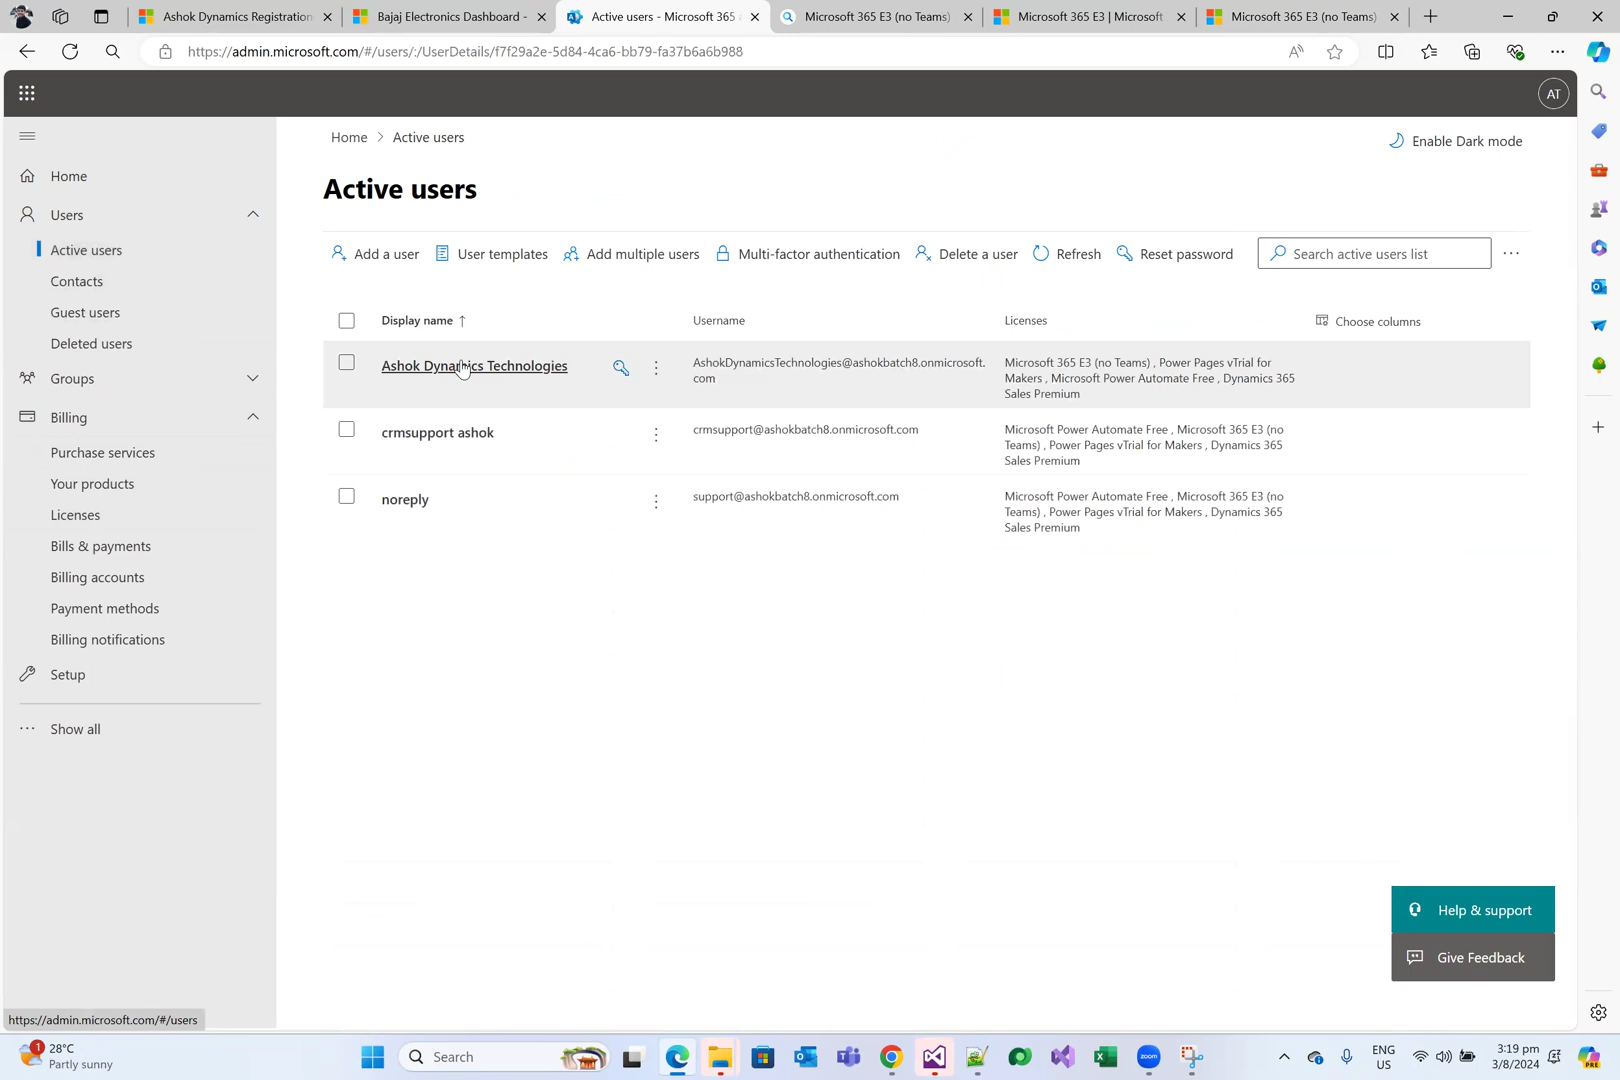 Ashok Dynamics Registration
Bajaj Electronics Dashboard -
Active users - Microsoft 365 a
Microsoft 365 E3 (no Teams)
Microsoft 365 E3 | Microsoft
Microsoft 365 E3 (no Teams)
https://admin.microsoft.com/#/users/:/UserDetails/f7f29a2e-5d84-4ca6-bb79-fa37b6a6b988
AT
Home > Active users
Enable Dark mode
Active users
Home
Users
Active users
Contacts
Guest users
Deleted users
Groups
Billing
Purchase services
Your products
Licenses
Bills & payments
Billing accounts
Payment methods
Billing notifications
Setup
Show all
Add a user
User templates
Add multiple users
Multi-factor authentication
Delete a user
Refresh
Reset password
Search active users list
Display name ↑
Username
Licenses
Choose columns
Ashok Dynamics Technologies
AshokDynamicsTechnologies@ashokbatch8.onmicrosoft.
com
Microsoft 365 E3 (no Teams) , Power Pages vTrial for
Makers , Microsoft Power Automate Free , Dynamics 365
Sales Premium
crmsupport ashok
crmsupport@ashokbatch8.onmicrosoft.com
Microsoft Power Automate Free , Microsoft 365 E3 (no
Teams) , Power Pages vTrial for Makers , Dynamics 365
Sales Premium
noreply
support@ashokbatch8.onmicrosoft.com
Microsoft Power Automate Free , Microsoft 365 E3 (no
Teams) , Power Pages vTrial for Makers , Dynamics 365
Sales Premium
Help & support
Give Feedback
https://admin.microsoft.com/#/users
1
28°C
Partly sunny
Search
zoom
ENG
US
3:19 pm
3/8/2024
PRE